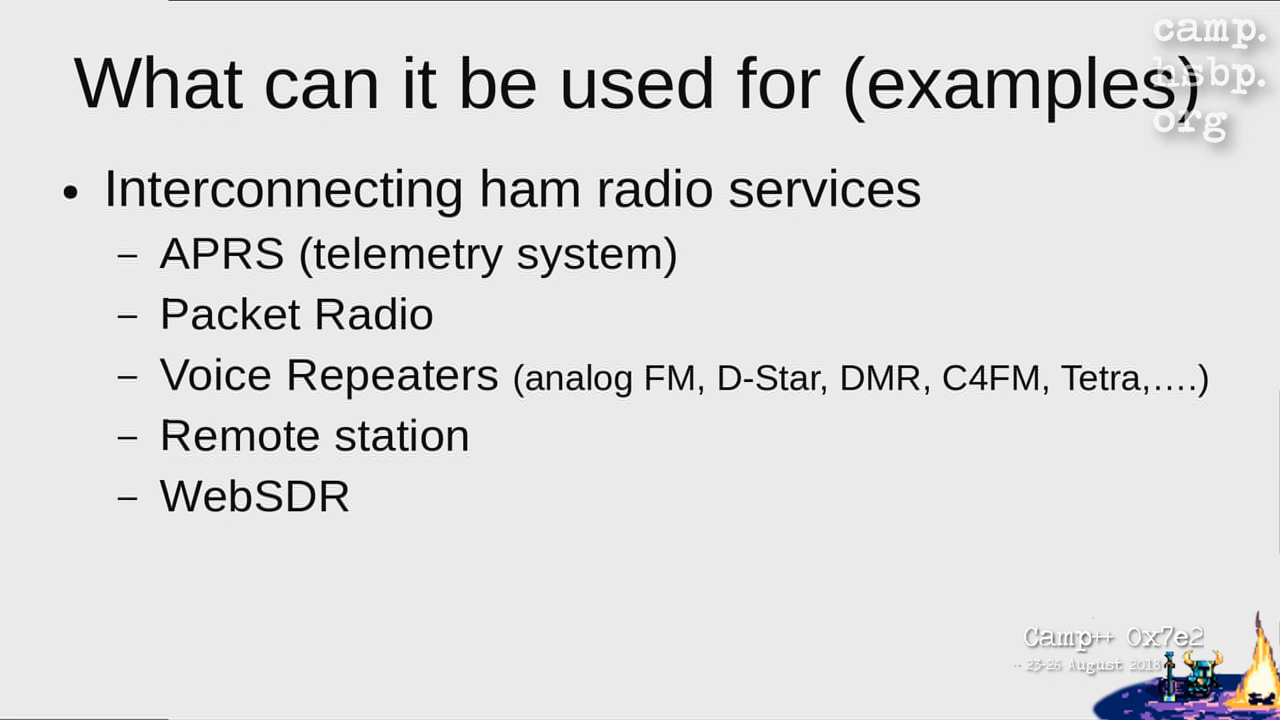 What can it be used for (examples)
camp.
hsbp.
org
• Interconnecting ham radio services
– APRS (telemetry system)
– Packet Radio
– Voice Repeaters (analog FM, D-Star, DMR, C4FM, Tetra,….)
– Remote station
– WebSDR
Camp++ 0x7e2
23-26 August 2018